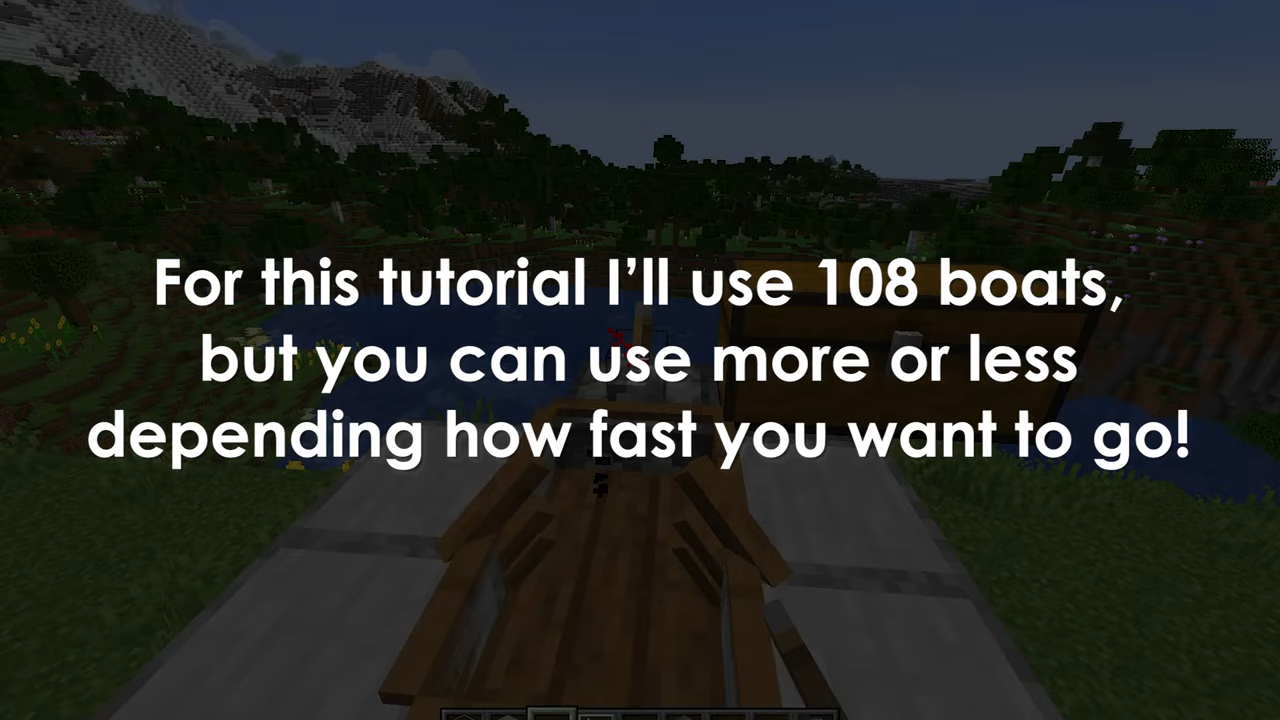 For this tutorial I’ll use 108 boats,
but you can use more or less
depending how fast you want to go!